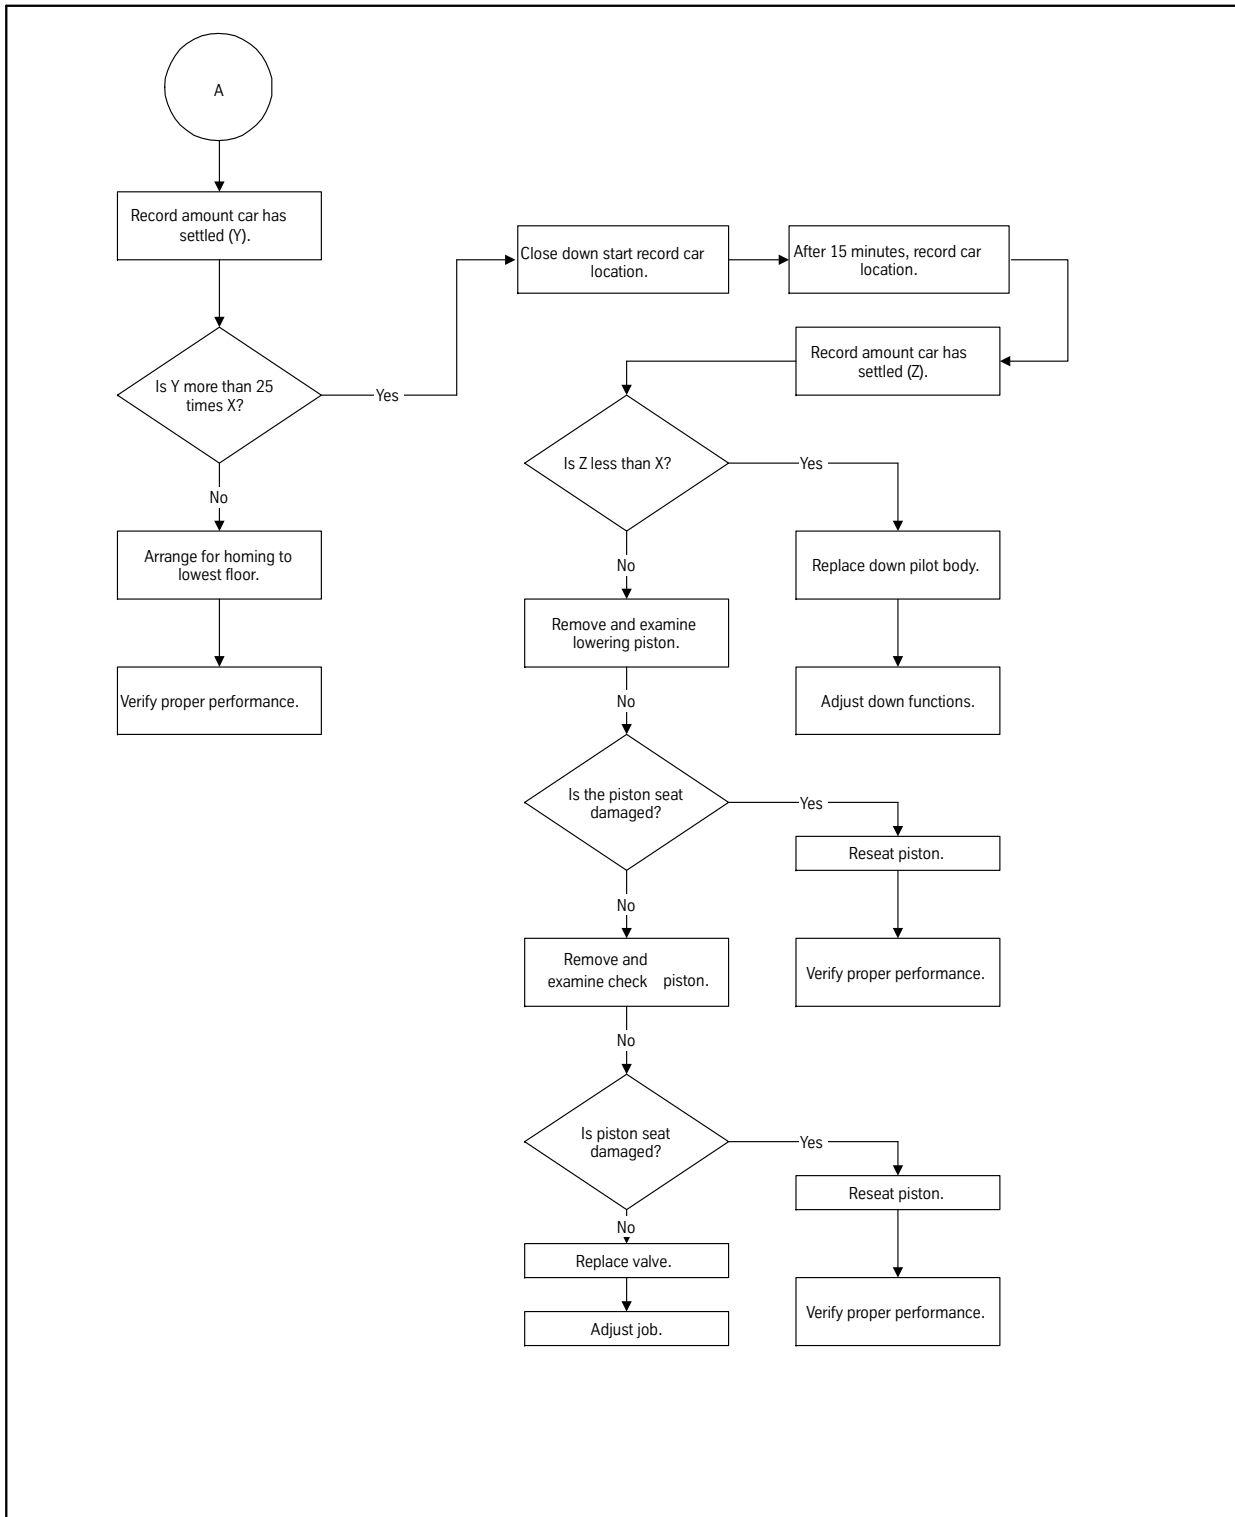 A
Record amount car has
settled (Y).
Is Y more than 25
times X?
Yes
No
Arrange for homing to
lowest floor.
Verify proper performance.
Close down start record car
location.
After 15 minutes, record car
location.
Record amount car has
settled (Z).
Is Z less than X?
Yes
Replace down pilot body.
Adjust down functions.
No
Remove and examine
lowering piston.
No
Is the piston seat
damaged?
Yes
Reseat piston.
Verify proper performance.
No
Remove and
examine check piston.
No
Is piston seat
damaged?
Yes
Reseat piston.
Verify proper performance.
No
Replace valve.
Adjust job.